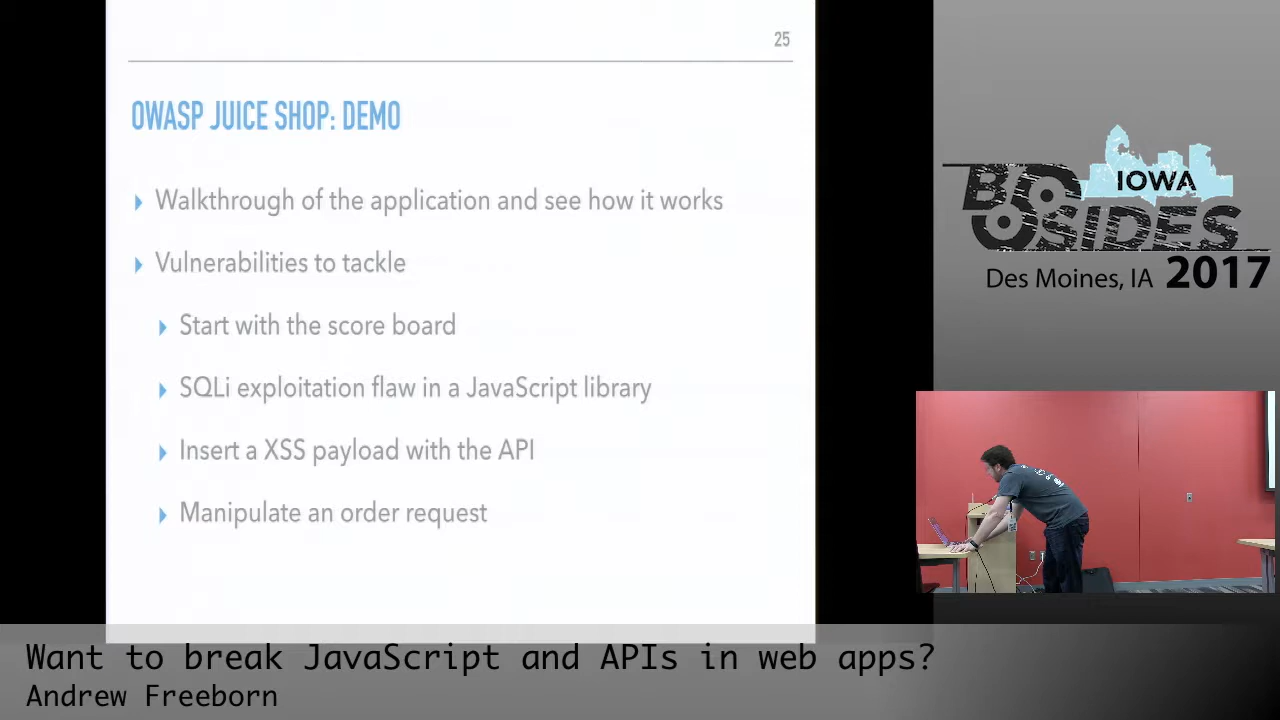 25
OWASP JUICE SHOP: DEMO
Walkthrough of the application and see how it works
Vulnerabilities to tackle
Start with the score board
SQLi exploitation flaw in a JavaScript library
Insert a XSS payload with the API
Manipulate an order request
IOWA
BSIDES
Des Moines, IA 2017
Want to break JavaScript and APIs in web apps?
Andrew Freeborn